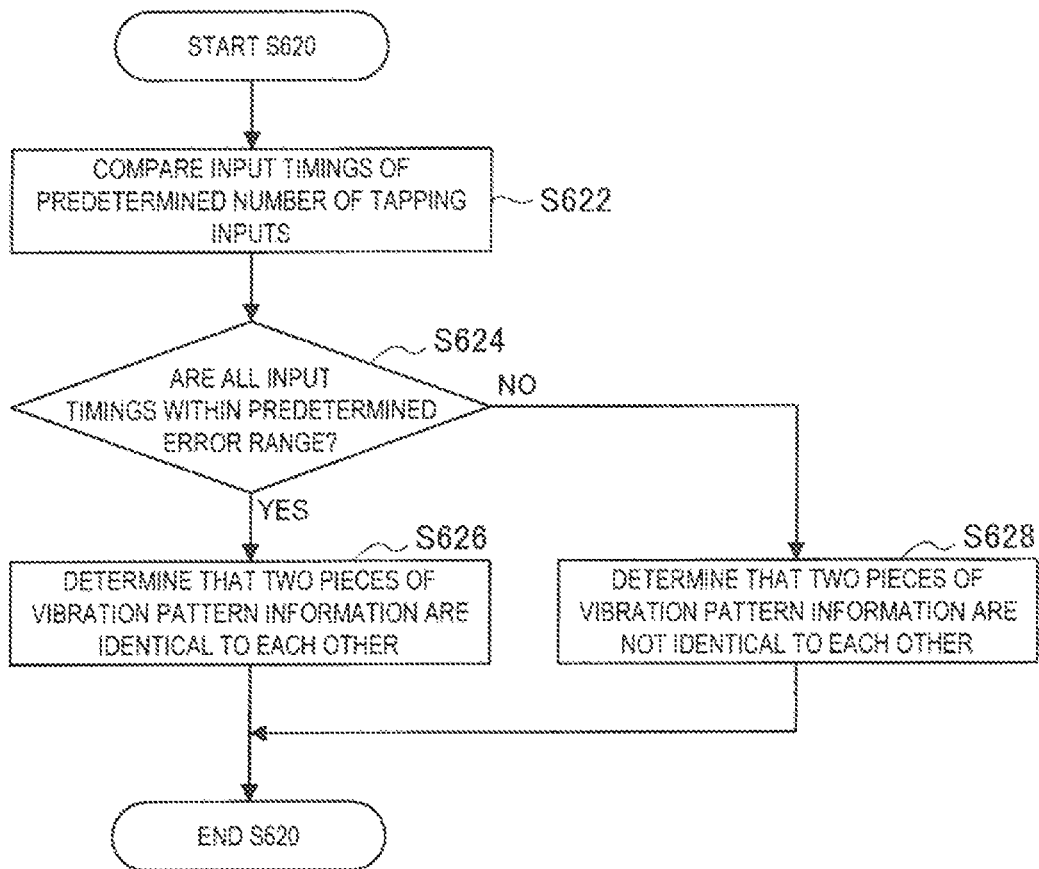 START S620
COMPARE INPUT TIMINGS OF
PREDETERMINED NUMBER OF TAPPING
INPUTS
S622
S624
ARE ALL INPUT
TIMINGS WITHIN PREDETERMINED
ERROR RANGE?
NO
YES
S626
DETERMINE THAT TWO PIECES OF
VIBRATION PATTERN INFORMATION ARE
IDENTICAL TO EACH OTHER
S628
DETERMINE THAT TWO PIECES OF
VIBRATION PATTERN INFORMATION ARE
NOT IDENTICAL TO EACH OTHER
END S620